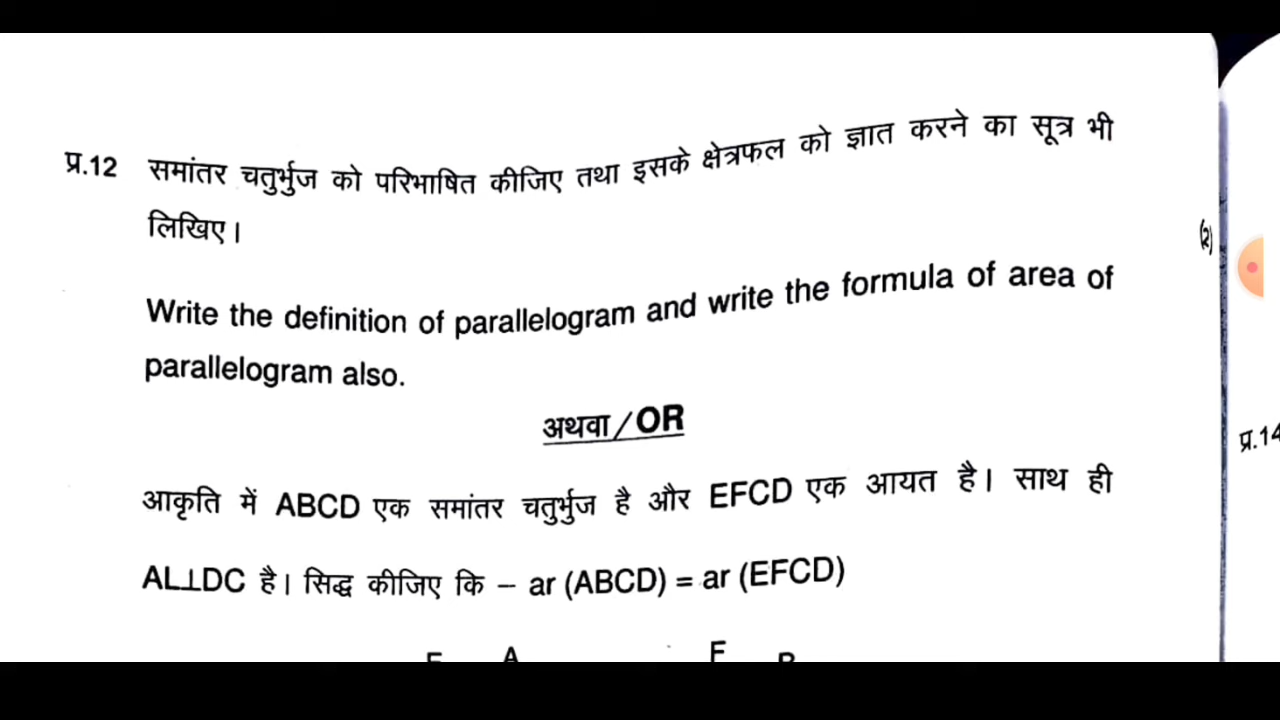 प्र.12 समांतर चतुर्भुज को परिभाषित कीजिए तथा इसके क्षेत्रफल को ज्ञात करने का सूत्र भी
लिखिए।
(2)
Write the definition of parallelogram and write the formula of area of
parallelogram also.
अथवा/OR
आकृति में ABCD एक समांतर चतुर्भुज है और EFCD एक आयत है। साथ ही
AL⊥DC है। सिद्ध कीजिए कि – ar (ABCD) = ar (EFCD)
E A F B
प्र.14